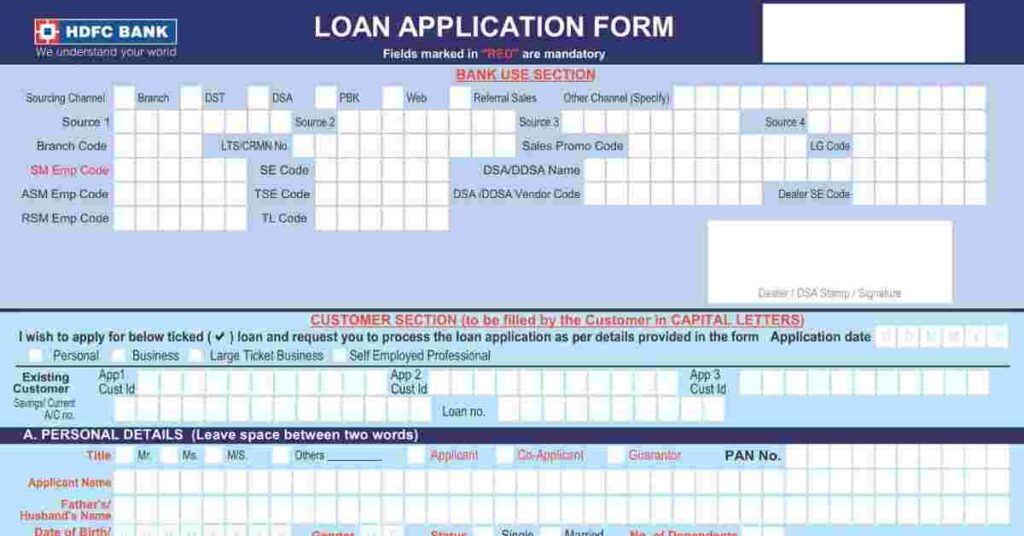 HDFC BANK
We understand your world
LOAN APPLICATION FORM
Fields marked in "RED" are mandatory
BANK USE SECTION
Sourcing Channel Branch DST DSA PBK Web Referral Sales Other Channel (Specify)
Source 1 Source 2 Source 3 Source 4
Branch Code LTS/CRMN No. Sales Promo Code LG Code
SM Emp Code SE Code DSA/DDSA Name
ASM Emp Code TSE Code DSA /DDSA Vendor Code Dealer SE Code
RSM Emp Code TL Code
Dealer / DSA Stamp / Signature
CUSTOMER SECTION (to be filled by the Customer in CAPITAL LETTERS)
I wish to apply for below ticked ( ✓ ) loan and request you to process the loan application as per details provided in the form Application date D D M M Y Y
Personal Business Large Ticket Business Self Employed Professional
Existing Customer App1 Cust Id App 2 Cust Id App 3 Cust Id
Savings/ Current A/C no. Loan no.
A. PERSONAL DETAILS (Leave space between two words)
Title Mr. Ms. M/S. Others ________ Applicant Co-Applicant Guarantor PAN No.
Applicant Name
Father's/ Husband's Name
Date of Birth/ Gender Status Single Married No. of Dependents